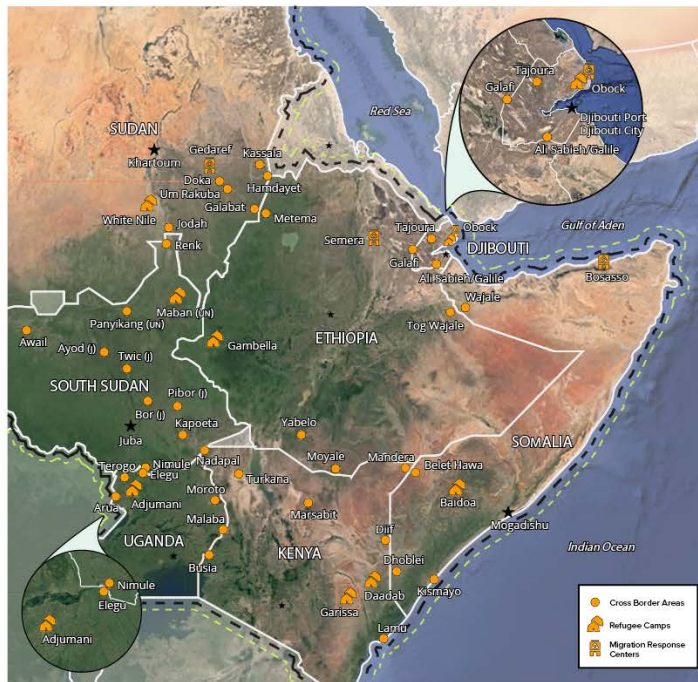 Red Sea
Tajoura
Galafi
Obock
Djibouti Port
Djibouti City
Ali Sabieh/Galile
SUDAN
Khartoum
Gedaref
Kassala
Doka
Um Rakuba
Hamdayet
White Nile
Galabat
Metema
Jodah
Renk
Semera
Tajoura
Obock
Gulf of Aden
DJIBOUTI
Galafi
Ali Sabieh/Galile
Bosasso
Maban (UN)
Wajale
Panyikang (UN)
Tog Wajale
Awail
Ayod (J)
Twic (J)
Gambella
ETHIOPIA
SOUTH SUDAN
Pibor (J)
Bor (J)
Kapoeta
Juba
Yabelo
SOMALIA
Nadapal
Moyale
Mandera
Belet Hawa
Terogo
Nimule
Elegu
Turkana
Adjumani
Moroto
Marsabit
Baidoa
Arua
Malaba
Mogadishu
UGANDA
KENYA
Diif
Indian Ocean
Busia
Dhoblei
Daadab
Kismayo
Garissa
Lamu
Nimule
Elegu
Adjumani
Cross Border Areas
Refugee Camps
Migration Response
Centers